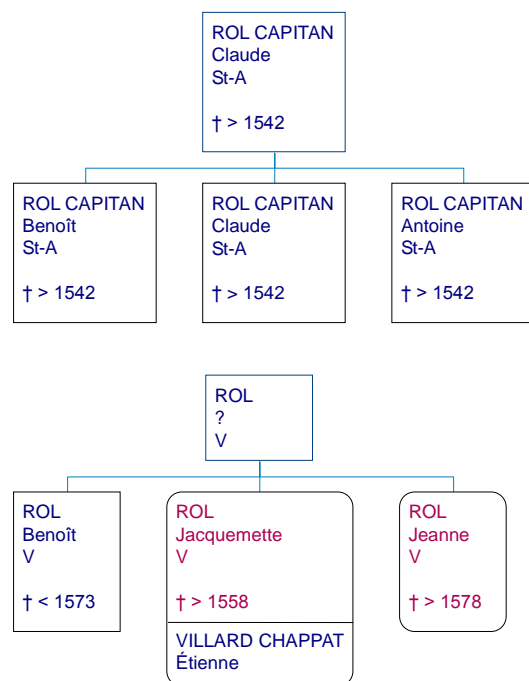 ROL CAPITAN
Claude
St-A
† > 1542
ROL CAPITAN
Benoît
St-A
† > 1542
ROL CAPITAN
Claude
St-A
† > 1542
ROL CAPITAN
Antoine
St-A
† > 1542
ROL
?
V
ROL
Benoît
V
† < 1573
ROL
Jacquemette
V
† > 1558
VILLARD CHAPPAT
Étienne
ROL
Jeanne
V
† > 1578